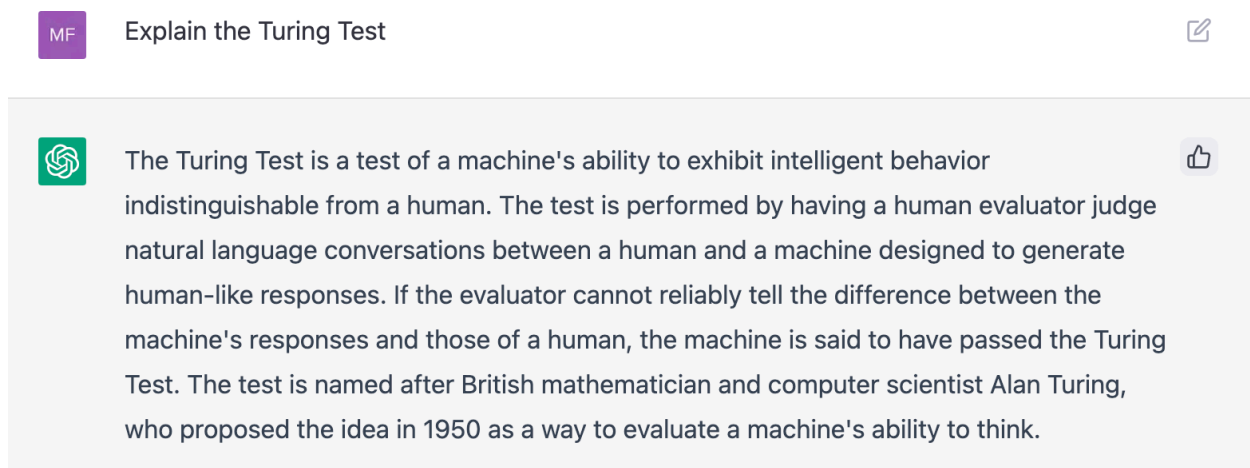 MF
Explain the Turing Test
The Turing Test is a test of a machine's ability to exhibit intelligent behavior
indistinguishable from a human. The test is performed by having a human evaluator judge
natural language conversations between a human and a machine designed to generate
human-like responses. If the evaluator cannot reliably tell the difference between the
machine's responses and those of a human, the machine is said to have passed the Turing
Test. The test is named after British mathematician and computer scientist Alan Turing,
who proposed the idea in 1950 as a way to evaluate a machine's ability to think.